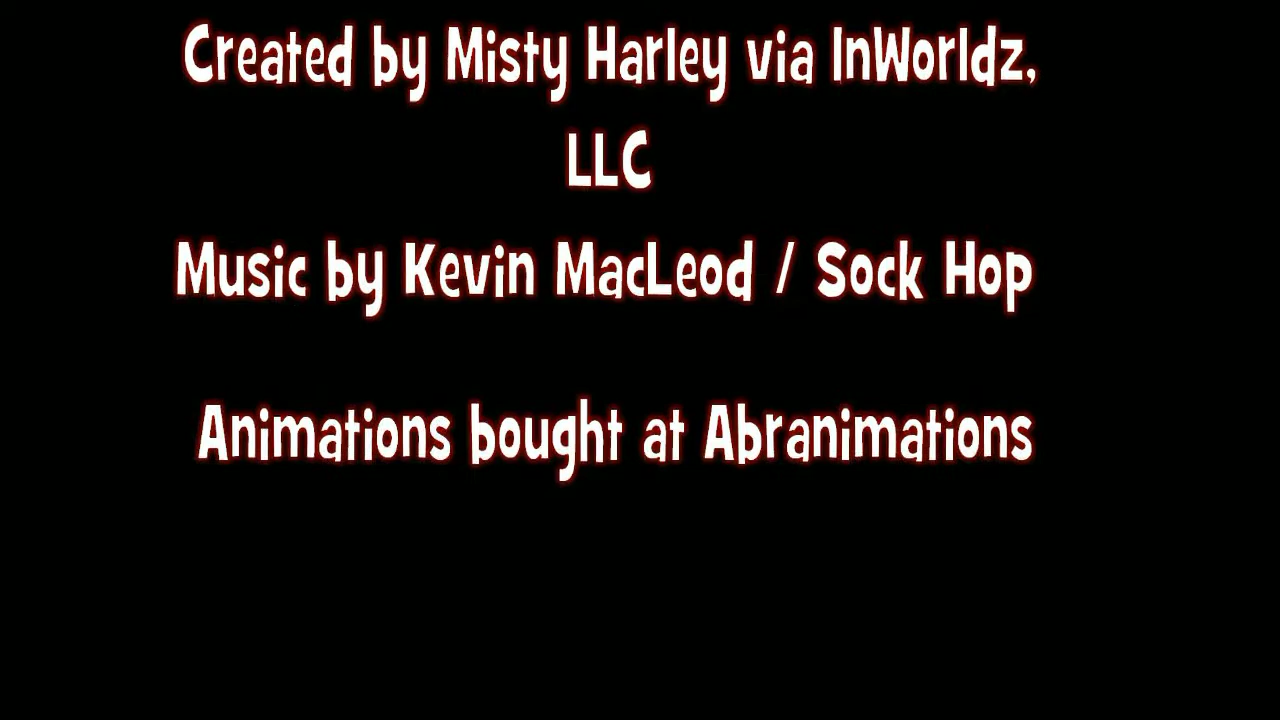 Created by Misty Harley via InWorldz,
LLC
Music by Kevin MacLeod / Sock Hop
Animations bought at Abranimations